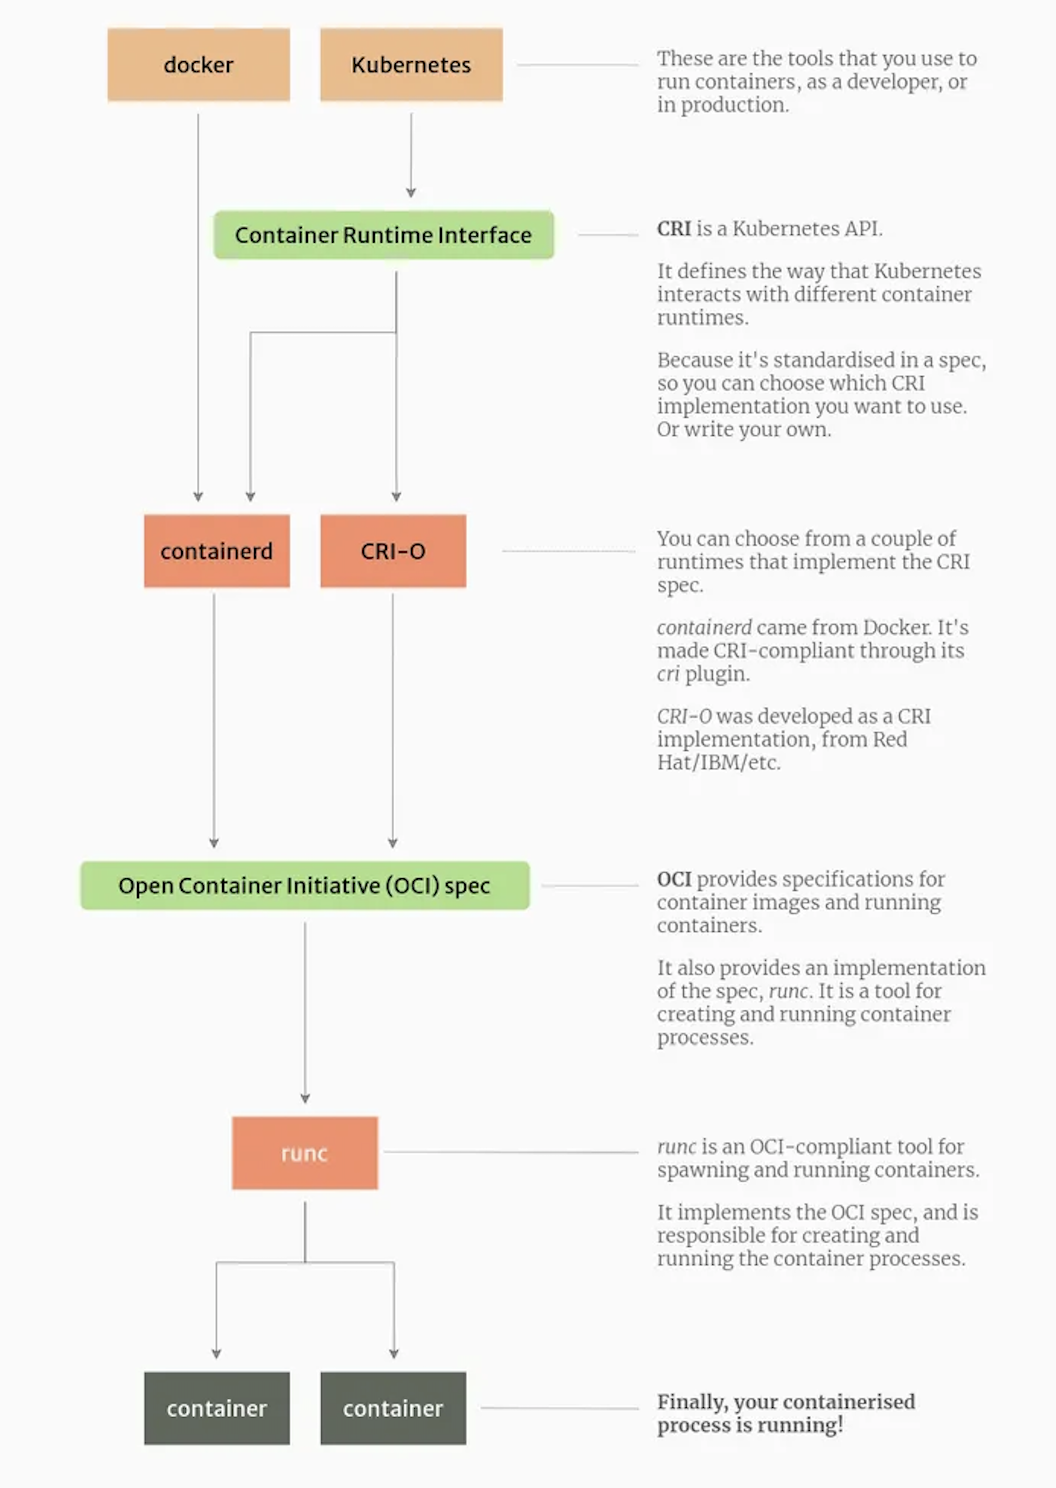 docker
Kubernetes
These are the tools that you use to
run containers, as a developer, or
in production.
Container Runtime Interface
CRI is a Kubernetes API.
It defines the way that Kubernetes
interacts with different container
runtimes.
Because it's standardised in a spec,
so you can choose which CRI
implementation you want to use.
Or write your own.
containerd
CRI-O
You can choose from a couple of
runtimes that implement the CRI
spec.
containerd came from Docker. It's
made CRI-compliant through its
cri plugin.
CRI-O was developed as a CRI
implementation, from Red
Hat/IBM/etc.
Open Container Initiative (OCI) spec
OCI provides specifications for
container images and running
containers.
It also provides an implementation
of the spec, runc. It is a tool for
creating and running container
processes.
runc
runc is an OCI-compliant tool for
spawning and running containers.
It implements the OCI spec, and is
responsible for creating and
running the container processes.
container
container
Finally, your containerised
process is running!